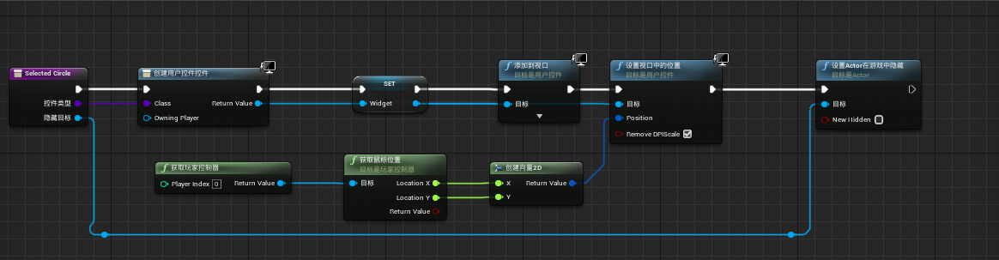 Selected Circle
控件类型
隐藏目标
创建用户控件控件
Class
Return Value
Owning Player
SET
Widget
添加到视口
目标是用户控件
目标
设置视口中的位置
目标是用户控件
目标
Position
Remove DPIScale
设置Actor在游戏中隐藏
目标是Actor
目标
New Hidden
获取玩家控制器
Player Index 0
Return Value
获取鼠标位置
目标是玩家控制器
目标
Location X
Location Y
Return Value
创建向量2D
X
Return Value
Y